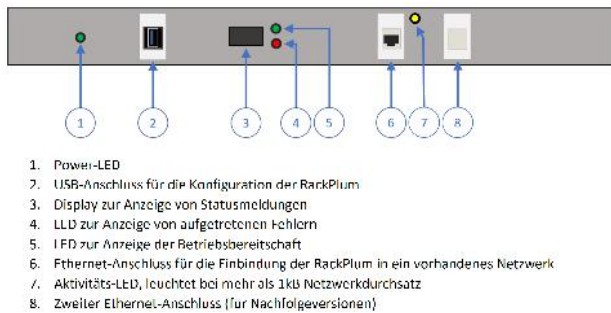 1 2 3 4 5 6 7 8
1. Power-LED
2. USB-Anschluss für die Konfiguration der RackPlum
3. Display zur Anzeige von Statusmeldungen
4. LED zur Anzeige von aufgetretenen Fehlern
5. LED zur Anzeige der Betriebsbereitschaft
6. Ethernet-Anschluss für die Einbindung der RackPlum in ein vorhandenes Netzwerk
7. Aktivitäts-LED, leuchtet bei mehr als 1kB Netzwerkdurchsatz
8. Zweiter Ethernet-Anschluss (für Nachfolgeversionen)